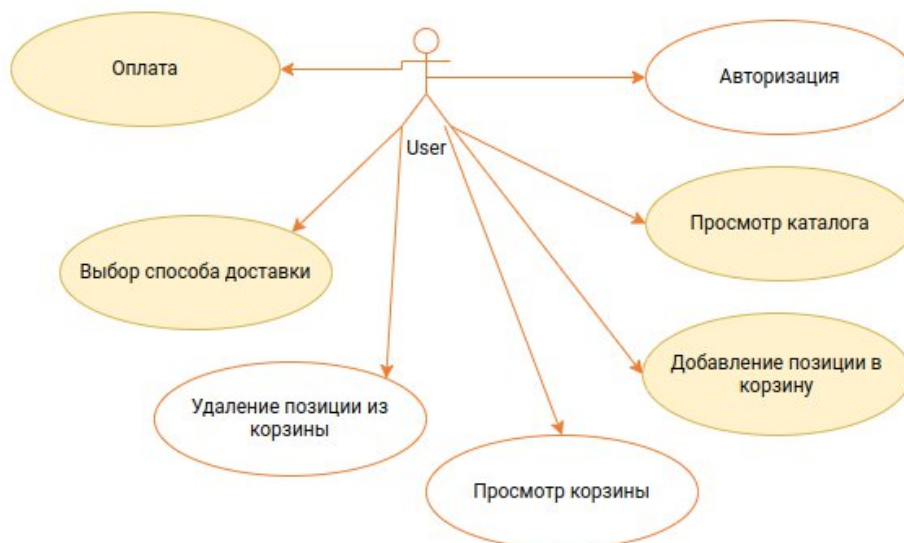 Оплата
Авторизация
User
Просмотр каталога
Выбор способа доставки
Добавление позиции в
корзину
Удаление позиции из
корзины
Просмотр корзины